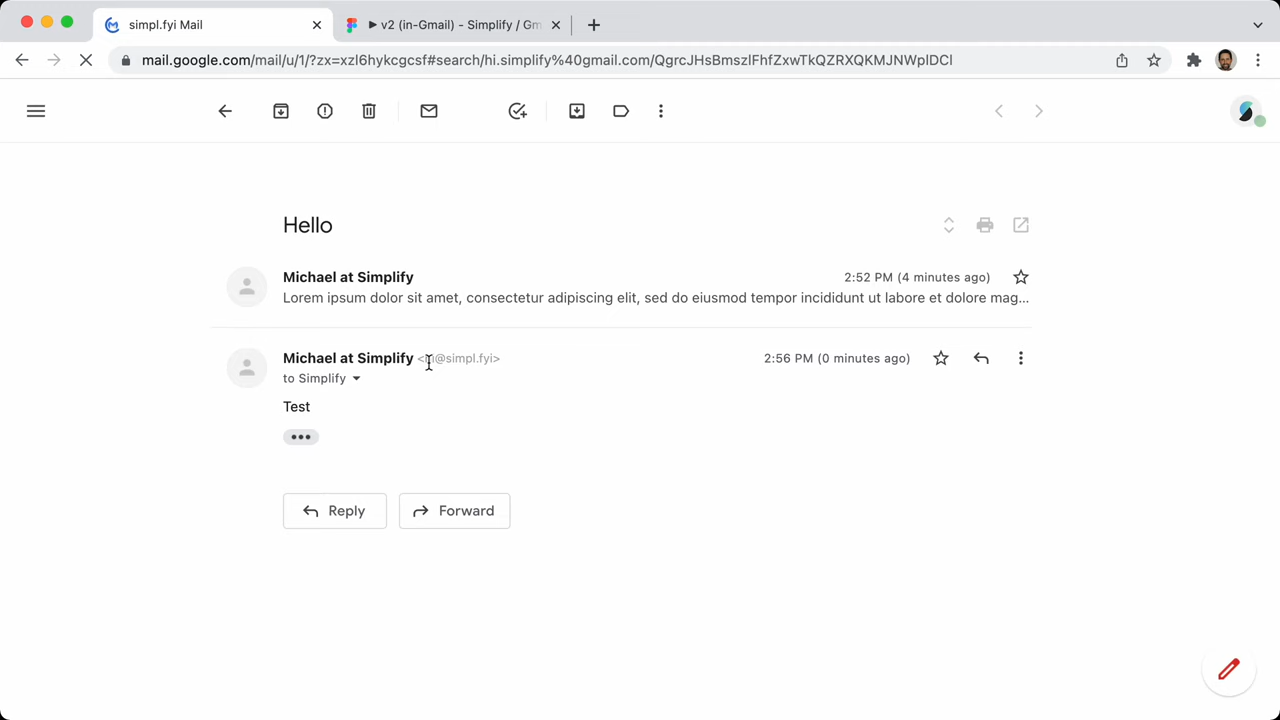 simpl.fyi Mail
v2 (in-Gmail) - Simplify / Gm
mail.google.com/mail/u/1/?zx=xzl6hykcgcsf#search/hi.simplify%40gmail.com/QgrcJHsBmszlFhfZxwTkQZRXQKMJNWplDCl
Hello
Michael at Simplify
2:52 PM (4 minutes ago)
Lorem ipsum dolor sit amet, consectetur adipiscing elit, sed do eiusmod tempor incididunt ut labore et dolore mag...
Michael at Simplify <m@simpl.fyi>
2:56 PM (0 minutes ago)
to Simplify
Test
Reply
Forward